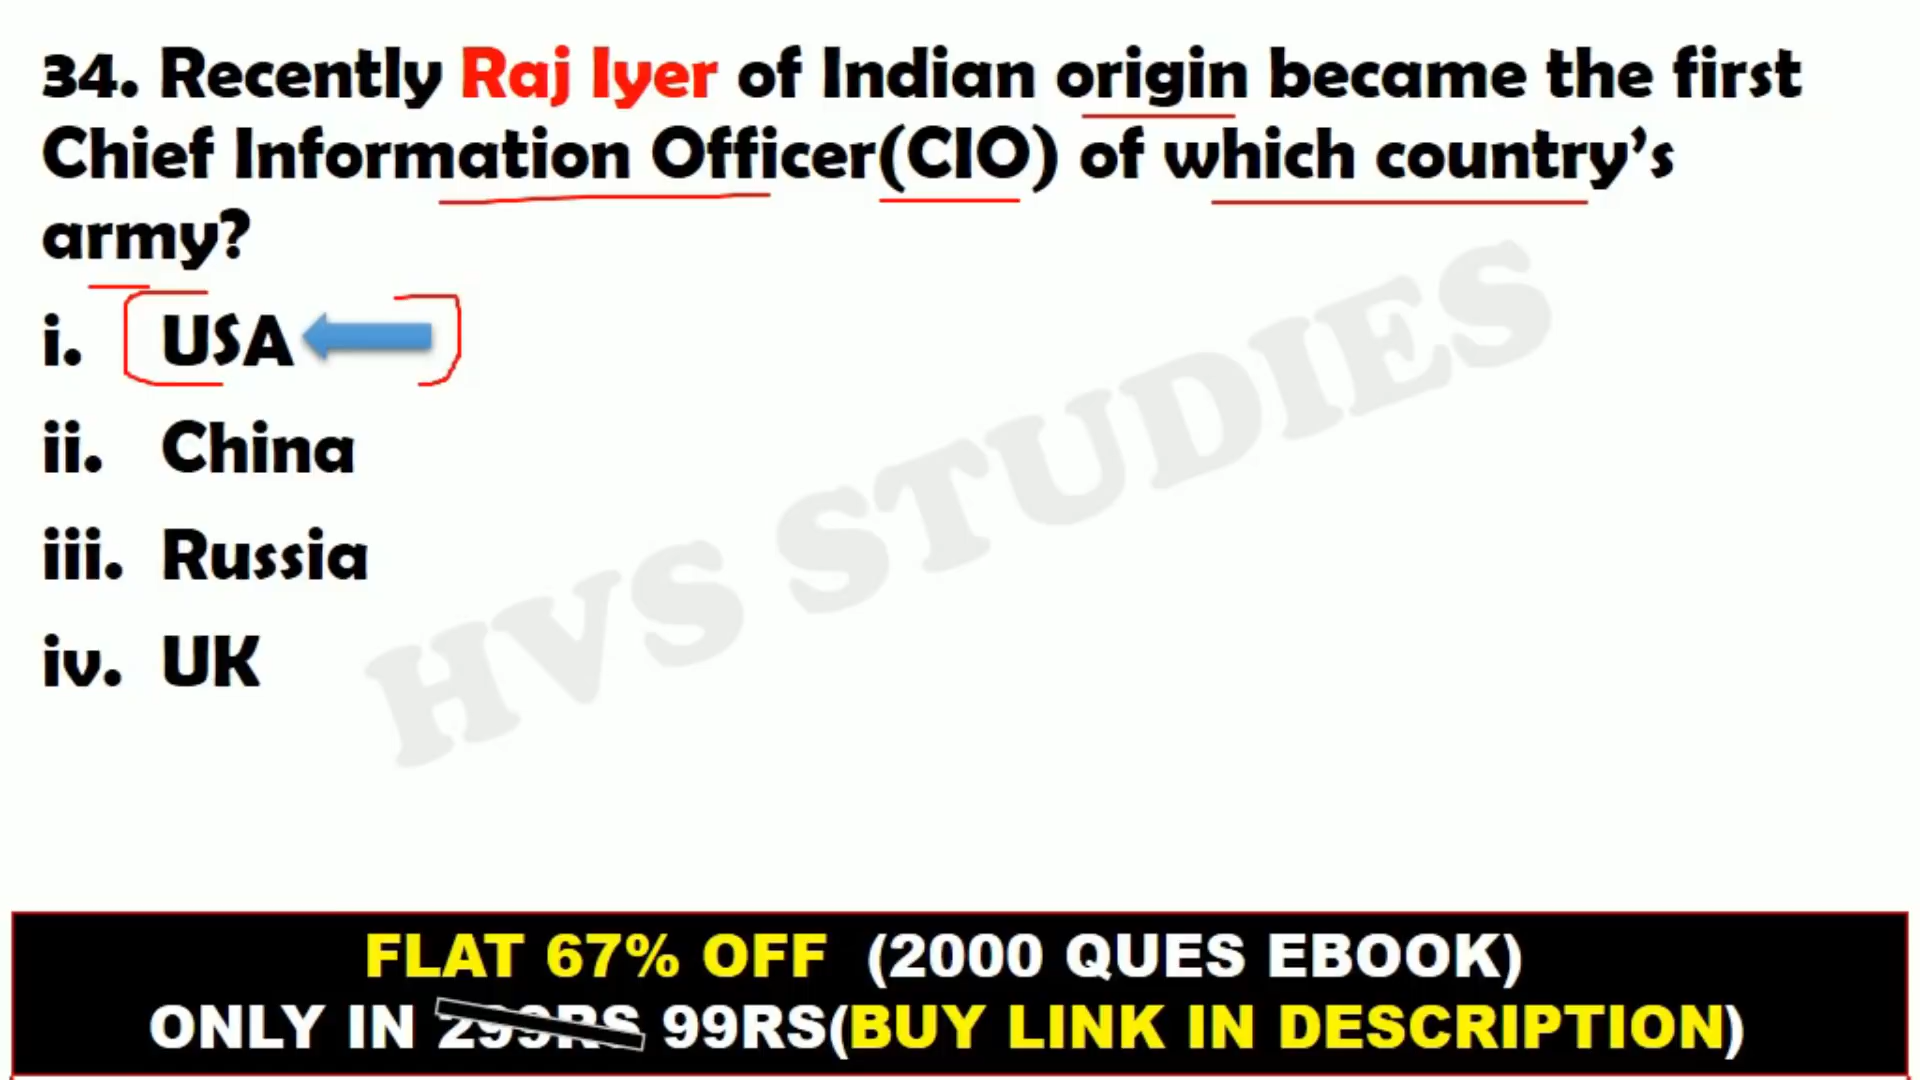 34. Recently Raj Iyer of Indian origin became the first
Chief Information Officer(CIO) of which country's
army?
i. USA
ii. China
iii. Russia
iv. UK
HVS STUDIES
FLAT 67% OFF (2000 QUES EBOOK)
ONLY IN 299RS 99RS(BUY LINK IN DESCRIPTION)